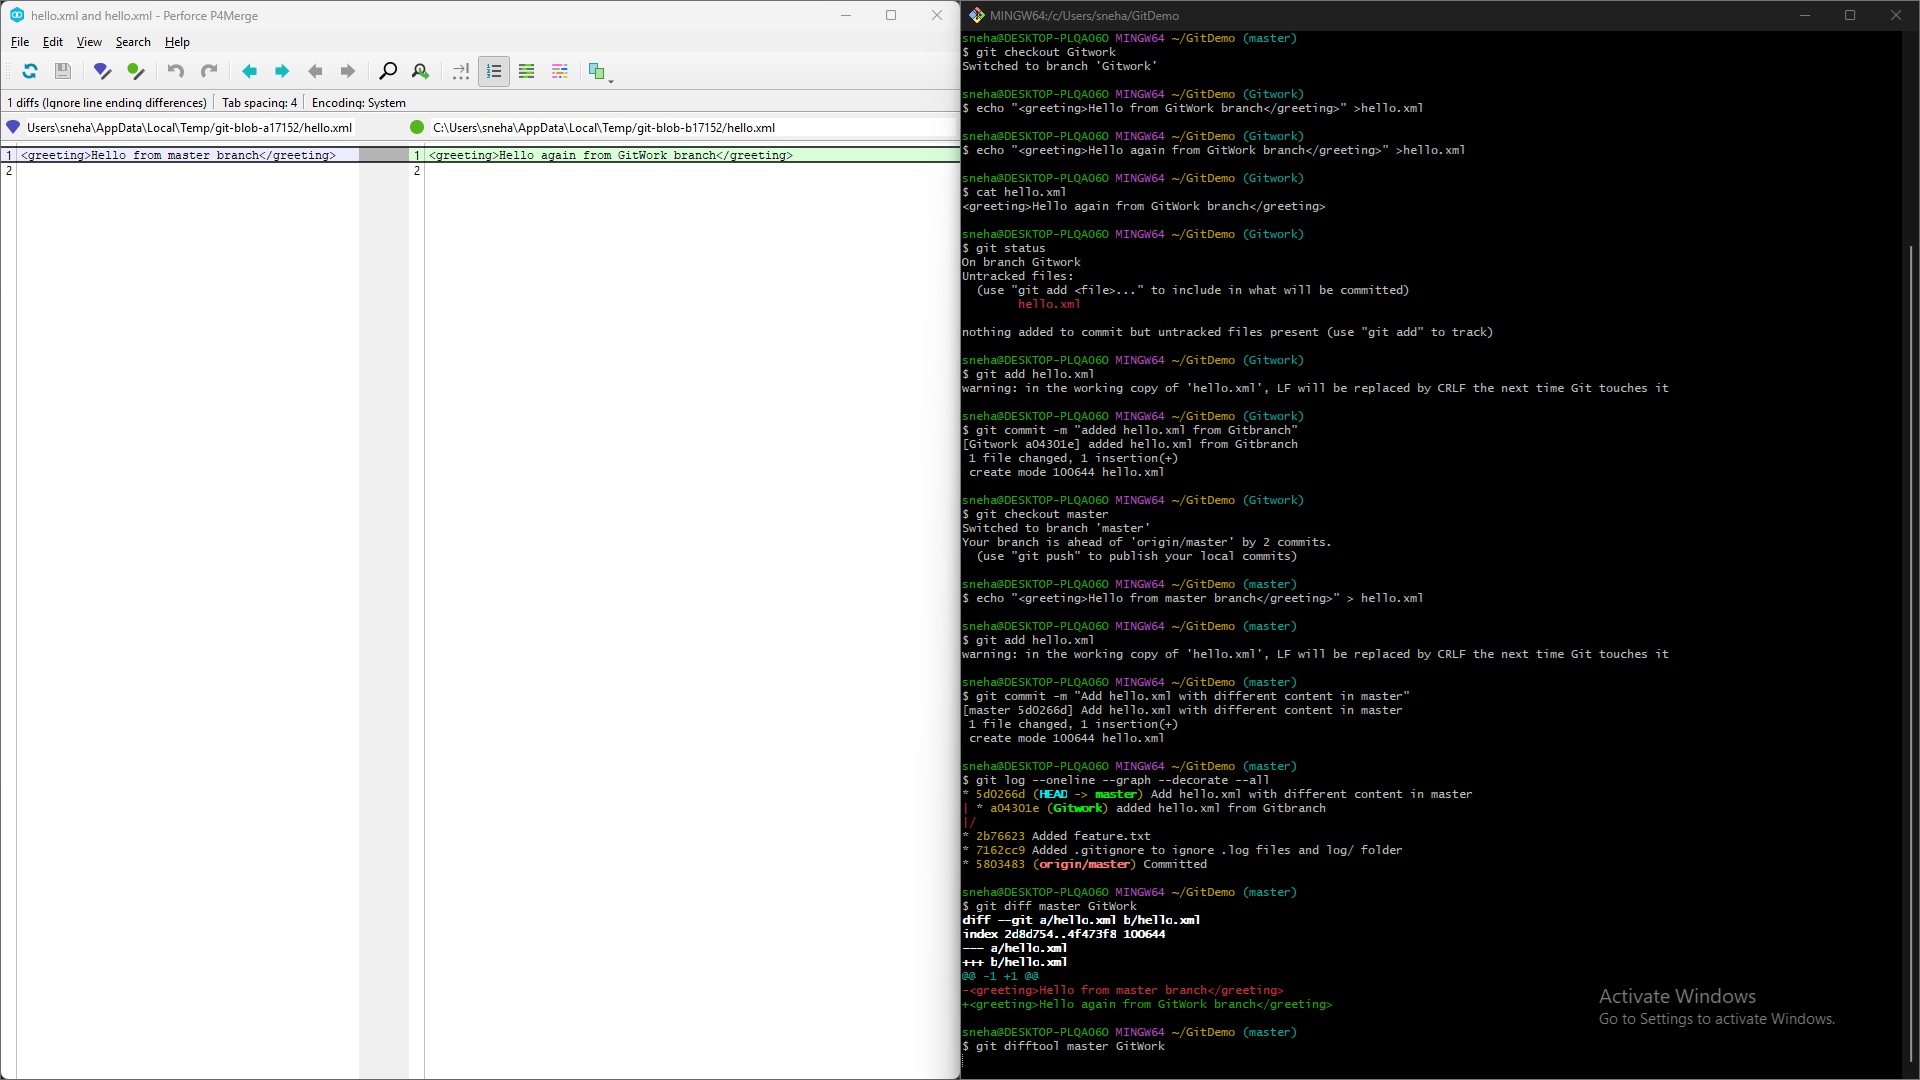 hello.xml and hello.xml - Perforce P4Merge
File Edit View Search Help
1 diffs (Ignore line ending differences) Tab spacing: 4 Encoding: System
Users\sneha\AppData\Local\Temp/git-blob-a17152/hello.xml
C:\Users\sneha\AppData\Local\Temp/git-blob-b17152/hello.xml
1 <greeting>Hello from master branch</greeting>
2
1 <greeting>Hello again from GitWork branch</greeting>
2
MINGW64:/c/Users/sneha/GitDemo
sneha@DESKTOP-PLQAO6O MINGW64 ~/GitDemo (master)
$ git checkout Gitwork
Switched to branch 'Gitwork'
sneha@DESKTOP-PLQAO6O MINGW64 ~/GitDemo (Gitwork)
$ echo "<greeting>Hello from GitWork branch</greeting>" >hello.xml
sneha@DESKTOP-PLQAO6O MINGW64 ~/GitDemo (Gitwork)
$ echo "<greeting>Hello again from GitWork branch</greeting>" >hello.xml
sneha@DESKTOP-PLQAO6O MINGW64 ~/GitDemo (Gitwork)
$ cat hello.xml
<greeting>Hello again from GitWork branch</greeting>
sneha@DESKTOP-PLQAO6O MINGW64 ~/GitDemo (Gitwork)
$ git status
On branch Gitwork
Untracked files:
(use "git add <file>..." to include in what will be committed)
hello.xml
nothing added to commit but untracked files present (use "git add" to track)
sneha@DESKTOP-PLQAO6O MINGW64 ~/GitDemo (Gitwork)
$ git add hello.xml
warning: in the working copy of 'hello.xml', LF will be replaced by CRLF the next time Git touches it
sneha@DESKTOP-PLQAO6O MINGW64 ~/GitDemo (Gitwork)
$ git commit -m "added hello.xml from Gitbranch"
[Gitwork a04301e] added hello.xml from Gitbranch
1 file changed, 1 insertion(+)
create mode 100644 hello.xml
sneha@DESKTOP-PLQAO6O MINGW64 ~/GitDemo (Gitwork)
$ git checkout master
Switched to branch 'master'
Your branch is ahead of 'origin/master' by 2 commits.
(use "git push" to publish your local commits)
sneha@DESKTOP-PLQAO6O MINGW64 ~/GitDemo (master)
$ echo "<greeting>Hello from master branch</greeting>" > hello.xml
sneha@DESKTOP-PLQAO6O MINGW64 ~/GitDemo (master)
$ git add hello.xml
warning: in the working copy of 'hello.xml', LF will be replaced by CRLF the next time Git touches it
sneha@DESKTOP-PLQAO6O MINGW64 ~/GitDemo (master)
$ git commit -m "Add hello.xml with different content in master"
[master 5d0266d] Add hello.xml with different content in master
1 file changed, 1 insertion(+)
create mode 100644 hello.xml
sneha@DESKTOP-PLQAO6O MINGW64 ~/GitDemo (master)
$ git log --oneline --graph --decorate --all
* 5d0266d (HEAD -> master) Add hello.xml with different content in master
| * a04301e (Gitwork) added hello.xml from Gitbranch
|/
* 2b76623 Added feature.txt
* 7162cc9 Added .gitignore to ignore .log files and log/ folder
* 5803483 (origin/master) Committed
sneha@DESKTOP-PLQAO6O MINGW64 ~/GitDemo (master)
$ git diff master GitWork
diff --git a/hello.xml b/hello.xml
index 2d8d754..4f473f8 100644
--- a/hello.xml
+++ b/hello.xml
@@ -1 +1 @@
-<greeting>Hello from master branch</greeting>
+<greeting>Hello again from GitWork branch</greeting>
sneha@DESKTOP-PLQAO6O MINGW64 ~/GitDemo (master)
$ git difftool master GitWork
Activate Windows
Go to Settings to activate Windows.